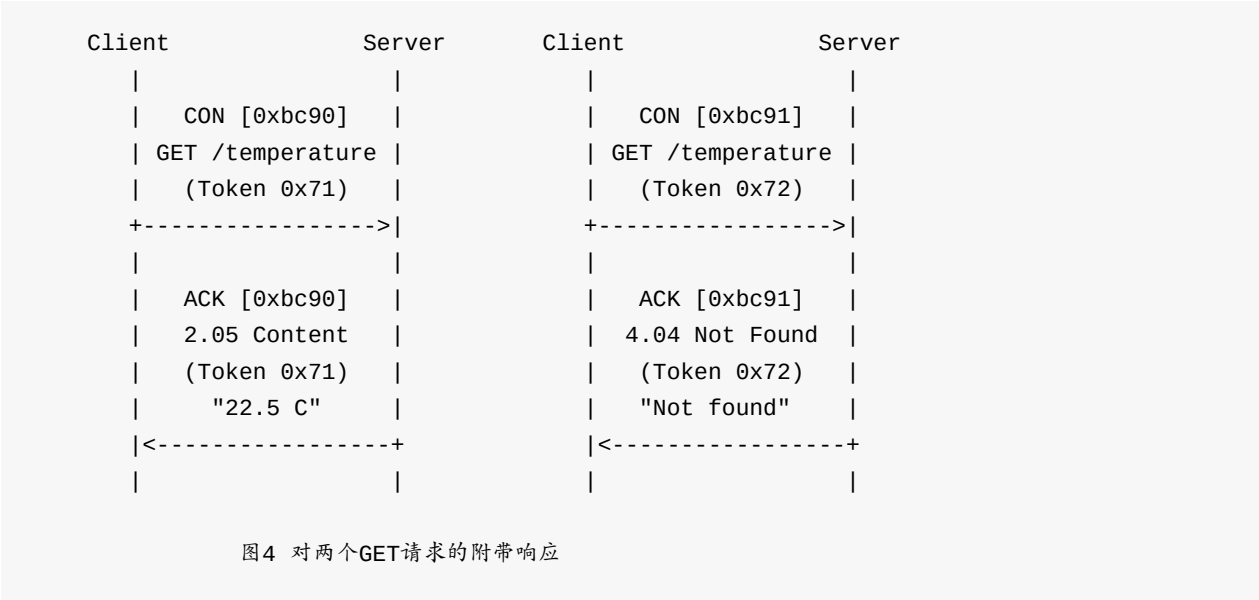 Client              Server       Client              Server
   |                  |             |                  |
   |   CON [0xbc90]   |             |   CON [0xbc91]   |
   | GET /temperature |             | GET /temperature |
   |   (Token 0x71)   |             |   (Token 0x72)   |
   +----------------->|             +----------------->|
   |                  |             |                  |
   |   ACK [0xbc90]   |             |   ACK [0xbc91]   |
   |   2.05 Content   |             |  4.04 Not Found  |
   |   (Token 0x71)   |             |   (Token 0x72)   |
   |     "22.5 C"     |             |   "Not found"    |
   |<-----------------+             |<-----------------+
   |                  |             |                  |
图4 对两个GET请求的附带响应